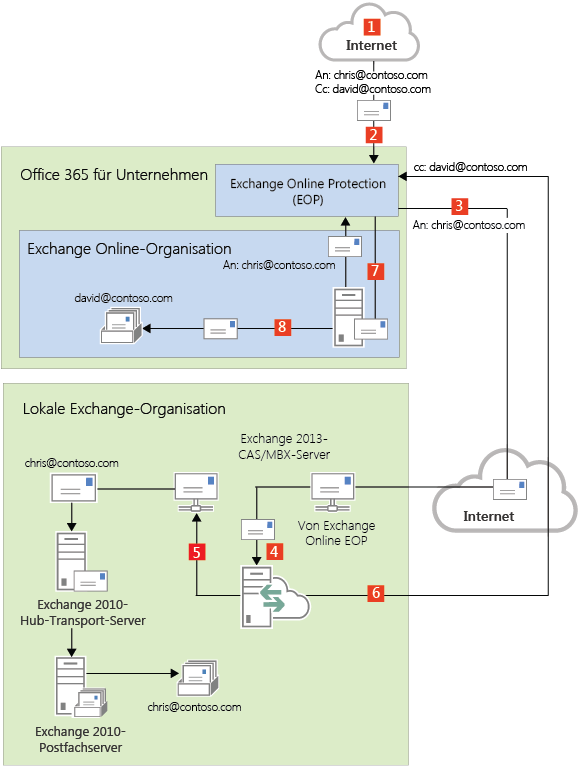 1
Internet
An: chris@contoso.com
Cc: david@contoso.com
2
Office 365 für Unternehmen
Exchange Online Protection
(EOP)
cc: david@contoso.com
3
An: chris@contoso.com
Exchange Online-Organisation
An: chris@contoso.com
7
david@contoso.com
8
Lokale Exchange-Organisation
Exchange 2013-
CAS/MBX-Server
chris@contoso.com
Internet
Von Exchange
Online EOP
5
4
6
Exchange 2010-
Hub-Transport-Server
chris@contoso.com
Exchange 2010-
Postfachserver